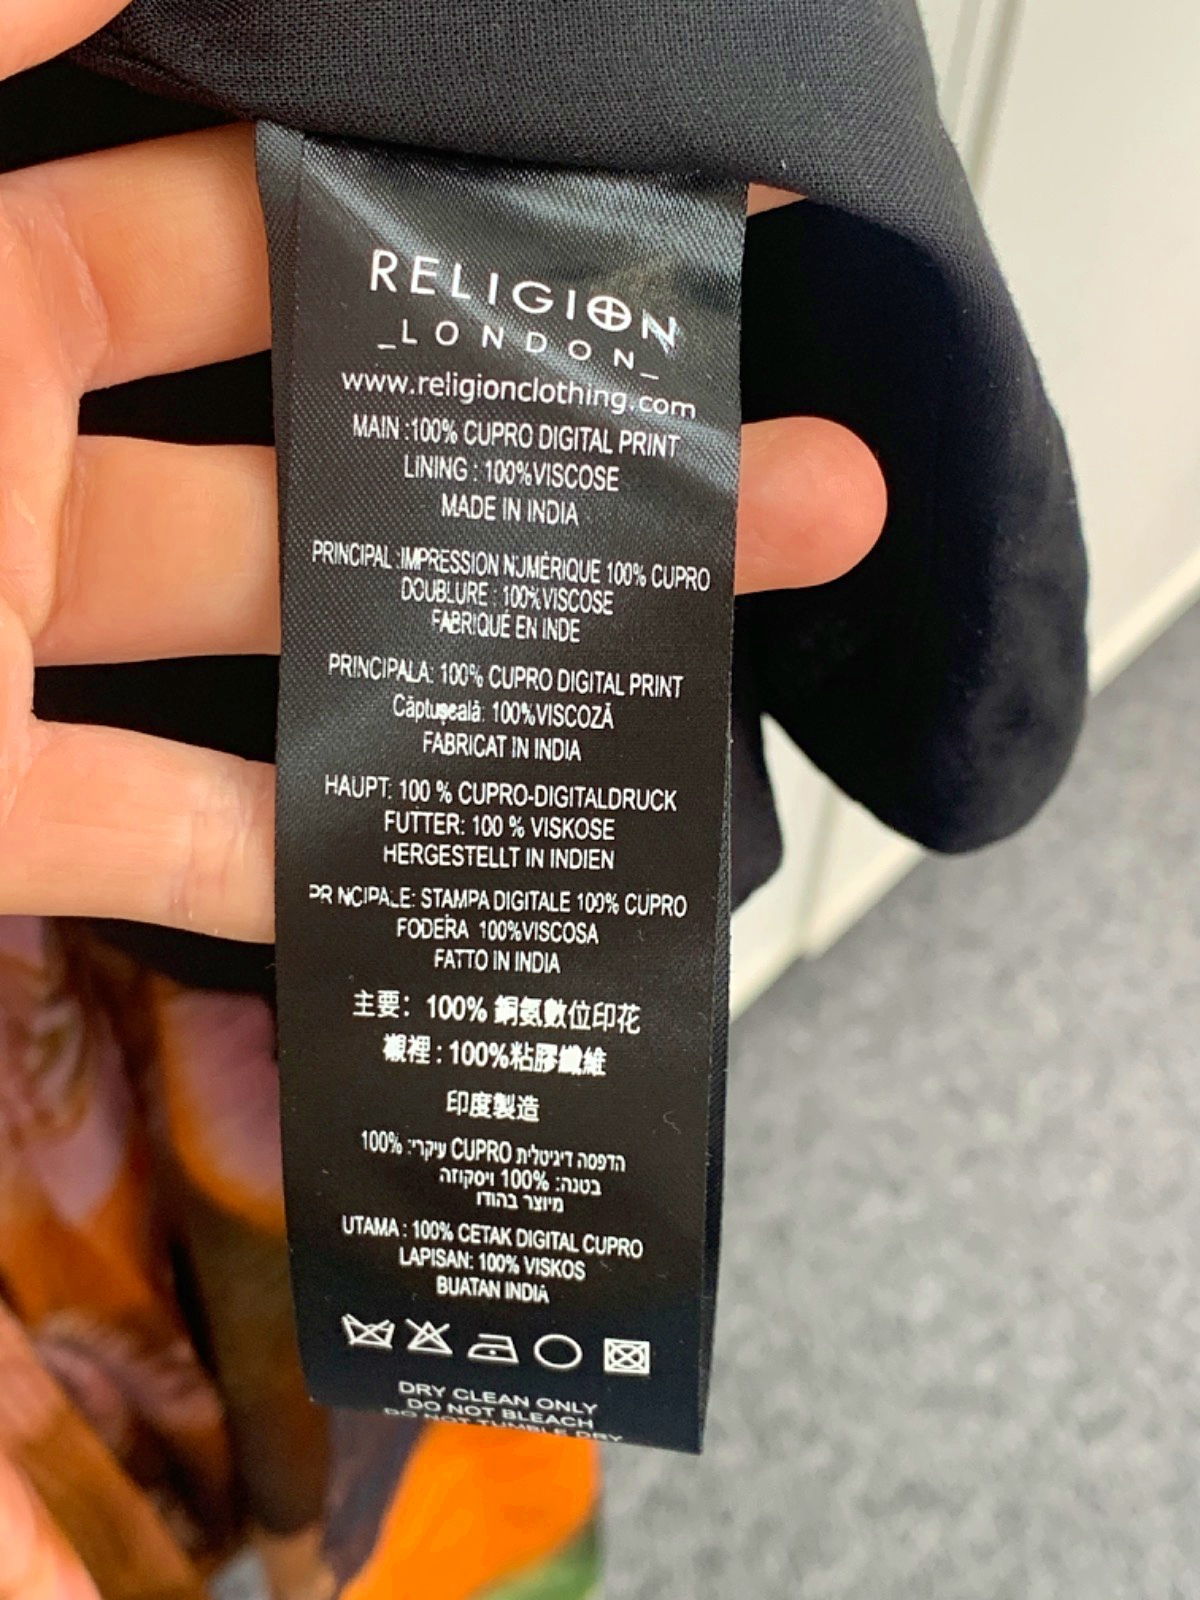 RELIGION
_LONDON_
www.religionclothing.com
MAIN :100% CUPRO DIGITAL PRINT
LINING : 100%VISCOSE
MADE IN INDIA
PRINCIPAL :IMPRESSION NUMÉRIQUE 100% CUPRO
DOUBLURE : 100%VISCOSE
FABRIQUÉ EN INDE
PRINCIPALA: 100% CUPRO DIGITAL PRINT
Căptușeală: 100%VISCOZĂ
FABRICAT IN INDIA
HAUPT: 100 % CUPRO-DIGITALDRUCK
FUTTER: 100 % VISKOSE
HERGESTELLT IN INDIEN
PRINCIPALE: STAMPA DIGITALE 100% CUPRO
FODERA 100%VISCOSA
FATTO IN INDIA
主要: 100% 銅氨數位印花
襯裡 : 100%粘膠纖維
印度製造
הדפסה דיגיטלית CUPRO עיקרי: 100%
בטנה: 100% ויסקוזה
מיוצר בהודו
UTAMA : 100% CETAK DIGITAL CUPRO
LAPISAN: 100% VISKOS
BUATAN INDIA
DRY CLEAN ONLY
DO NOT BLEACH
DO NOT TUMBLE DRY